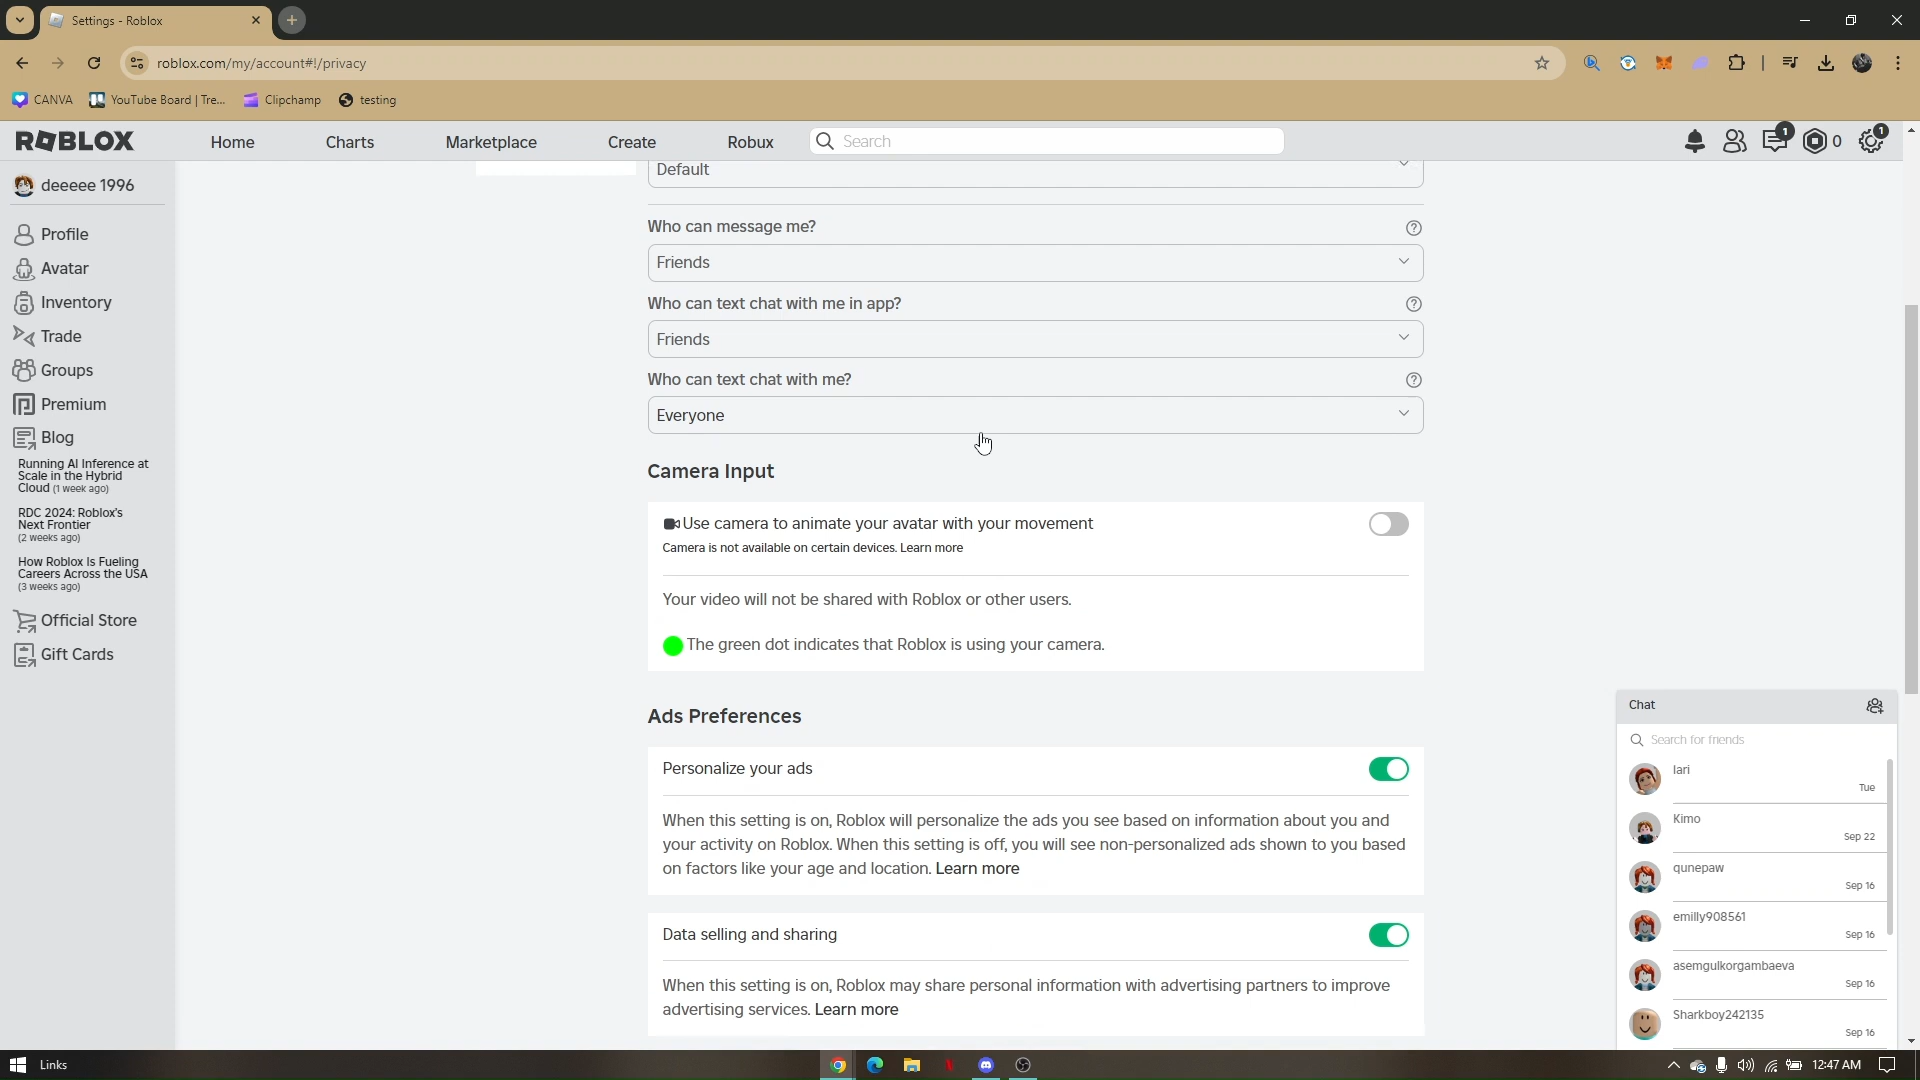 Settings - Roblox
roblox.com/my/account#!/privacy
CANVA
YouTube Board | Tre...
Clipchamp
testing
ROBLOX
Home
Charts
Marketplace
Create
Robux
Search
1
0
1
deeeee 1996
Profile
Avatar
Inventory
Trade
Groups
Premium
Blog
Running AI Inference at
Scale in the Hybrid
Cloud (1 week ago)
RDC 2024: Roblox's
Next Frontier
(2 weeks ago)
How Roblox Is Fueling
Careers Across the USA
(3 weeks ago)
Official Store
Gift Cards
Default
Who can message me?
Friends
Who can text chat with me in app?
Friends
Who can text chat with me?
Everyone
Camera Input
Use camera to animate your avatar with your movement
Camera is not available on certain devices. Learn more
Your video will not be shared with Roblox or other users.
The green dot indicates that Roblox is using your camera.
Ads Preferences
Personalize your ads
When this setting is on, Roblox will personalize the ads you see based on information about you and
your activity on Roblox. When this setting is off, you will see non-personalized ads shown to you based
on factors like your age and location. Learn more
Data selling and sharing
When this setting is on, Roblox may share personal information with advertising partners to improve
advertising services. Learn more
Chat
Search for friends
lari
Tue
Kimo
Sep 22
qunepaw
Sep 16
emilly908561
Sep 16
asemgulkorgambaeva
Sep 16
Sharkboy242135
Sep 16
Links
12:47 AM